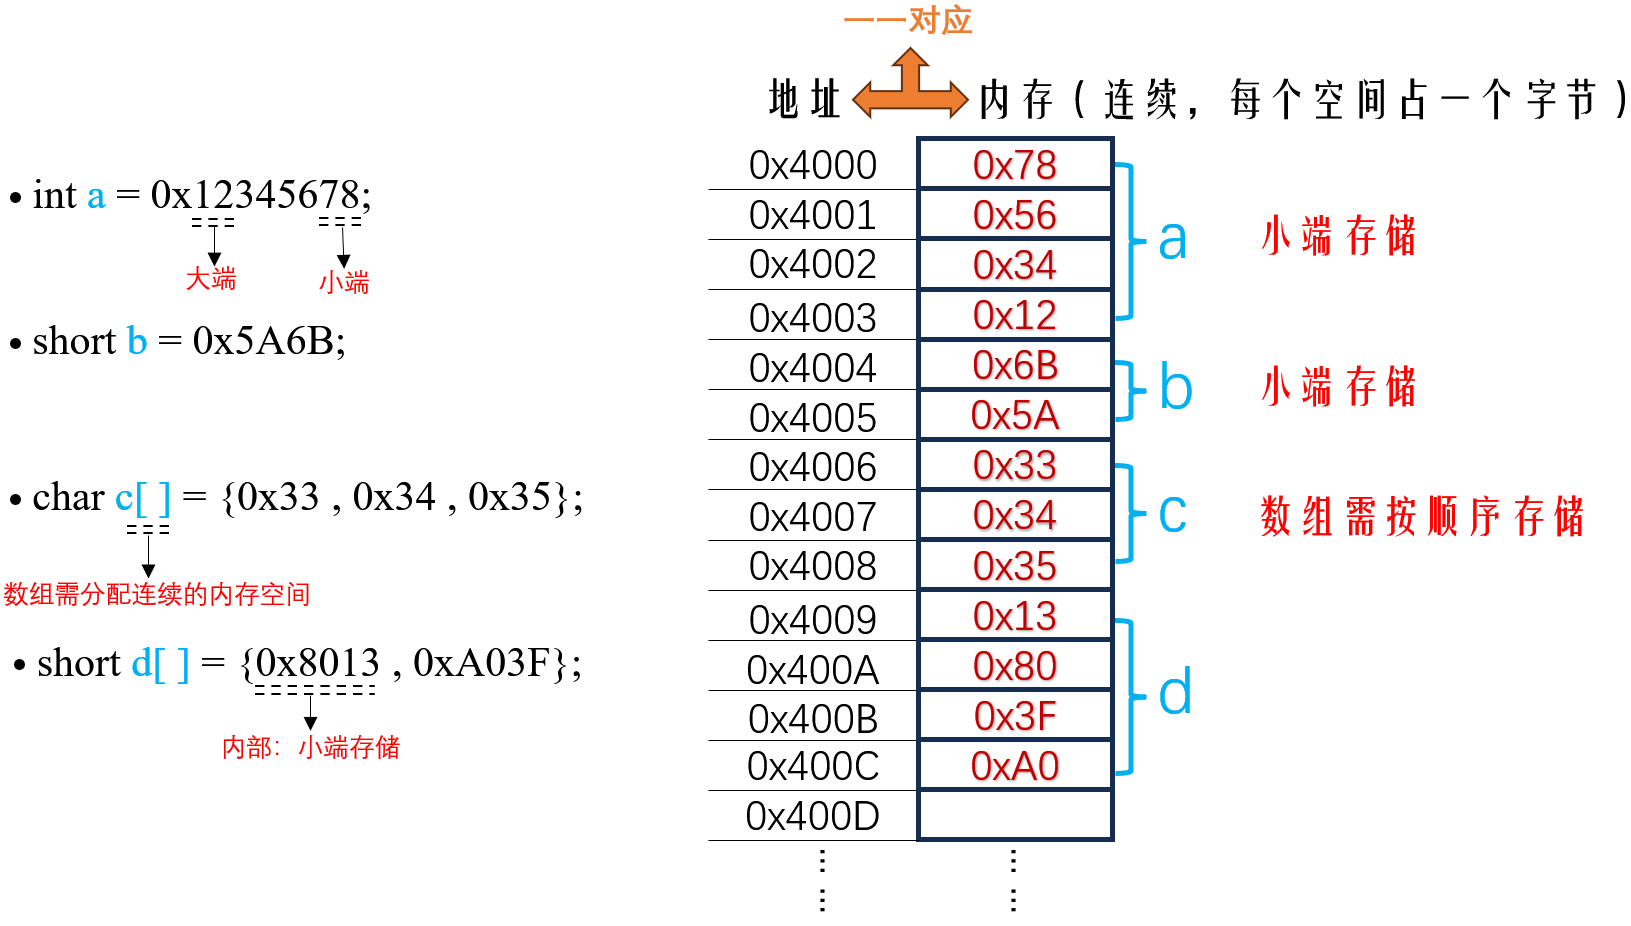 一一对应
地址 内存（连续，每个空间占一个字节）
• int a = 0x12345678;
大端 小端
• short b = 0x5A6B;
• char c[ ] = {0x33 , 0x34 , 0x35};
数组需分配连续的内存空间
• short d[ ] = {0x8013 , 0xA03F};
内部：小端存储
0x4000 0x78
0x4001 0x56
0x4002 0x34
0x4003 0x12
a 小端存储
0x4004 0x6B
0x4005 0x5A
b 小端存储
0x4006 0x33
0x4007 0x34
0x4008 0x35
c 数组需按顺序存储
0x4009 0x13
0x400A 0x80
0x400B 0x3F
0x400C 0xA0
d
0x400D